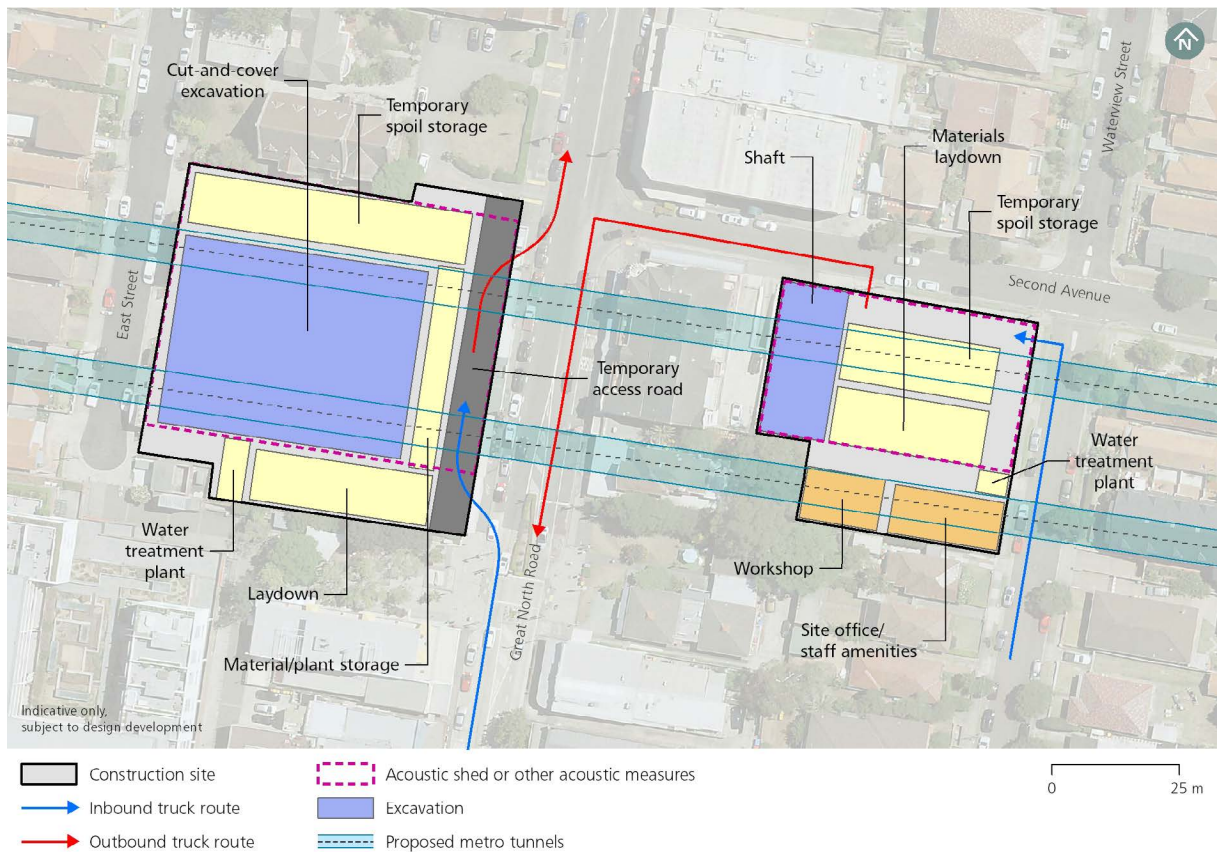 N
Cut-and-cover
excavation
Temporary
spoil storage
Shaft
Materials
laydown
Temporary
spoil storage
Waterview Street
Second Avenue
East Street
Temporary
access road
Water
treatment
plant
Laydown
Material/plant storage
Great North Road
Workshop
Site office/
staff amenities
Water
treatment
plant
Indicative only,
subject to design development
Construction site
Inbound truck route
Outbound truck route
Acoustic shed or other acoustic measures
Excavation
Proposed metro tunnels
0 25 m